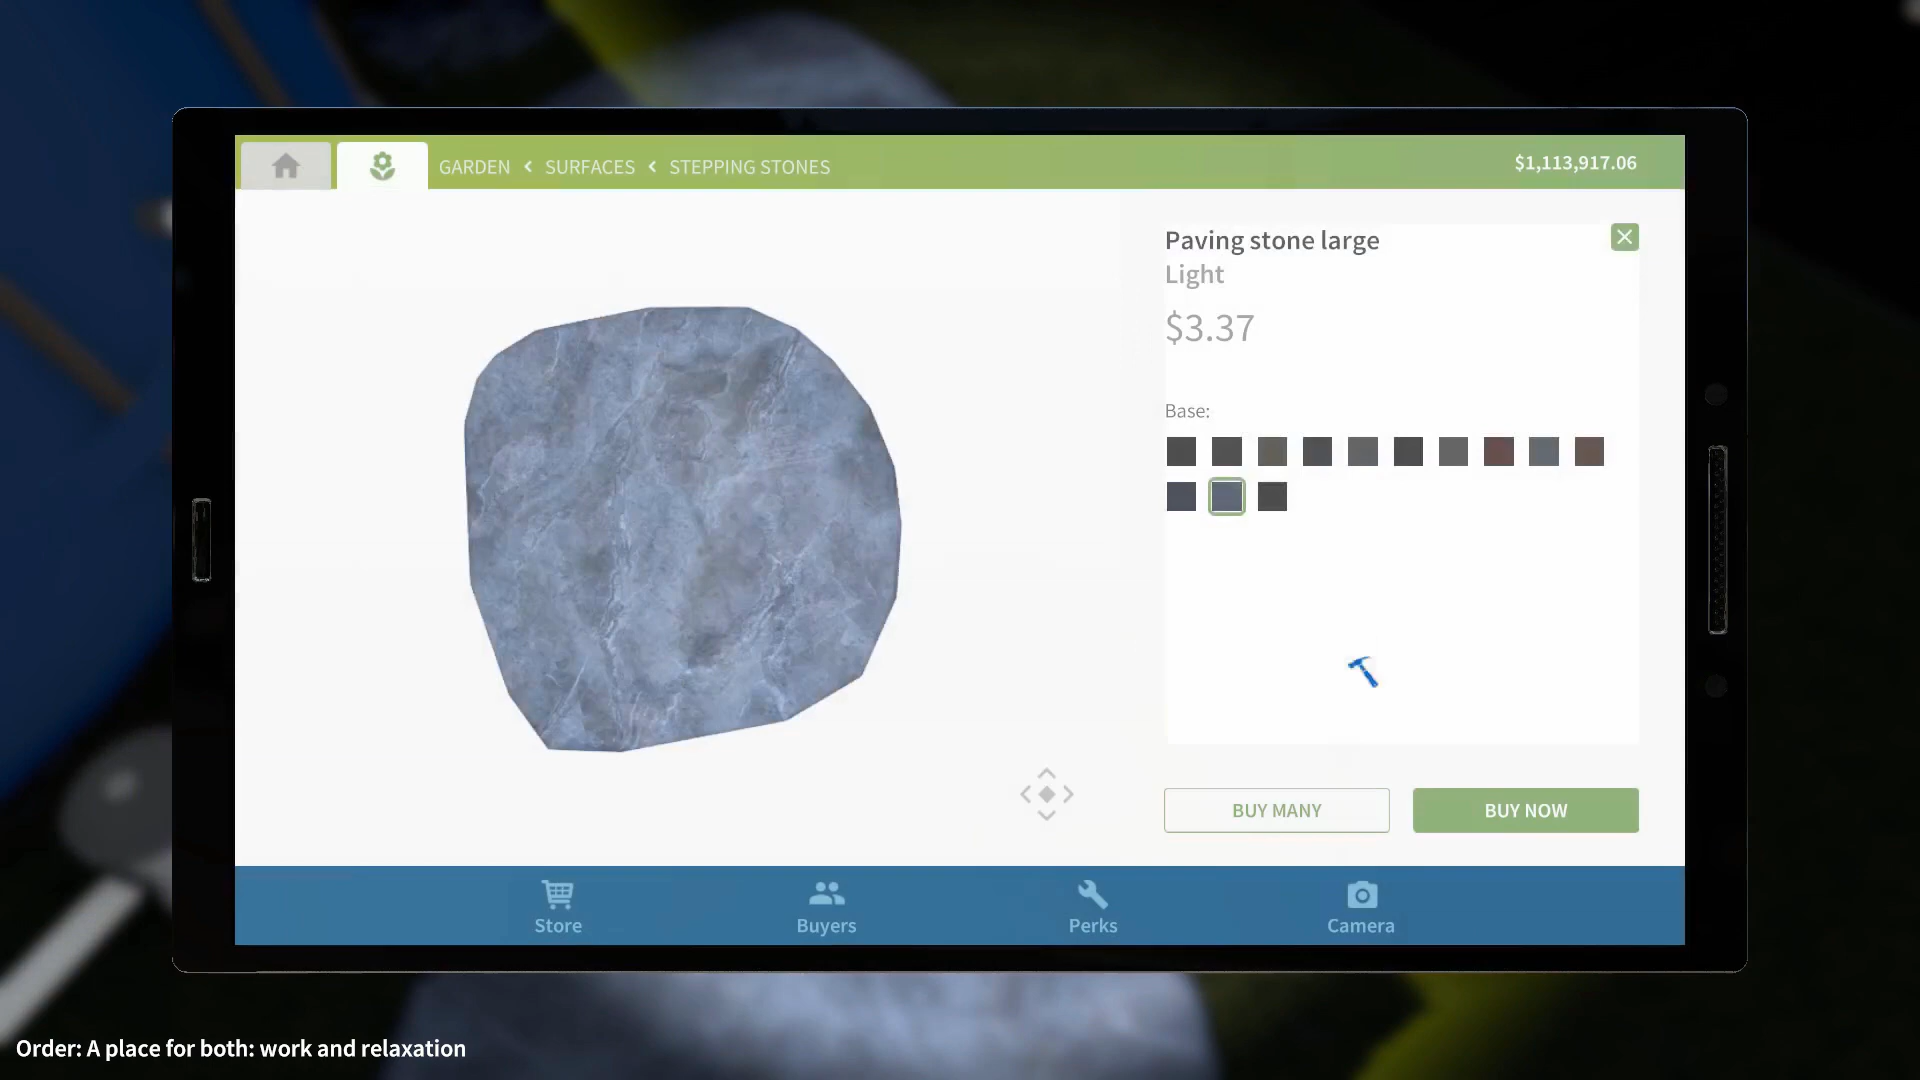 GARDEN < SURFACES < STEPPING STONES
$1,113,917.06
Paving stone large
Light
$3.37
Base:
BUY MANY
BUY NOW
Store
Buyers
Perks
Camera
Order: A place for both: work and relaxation